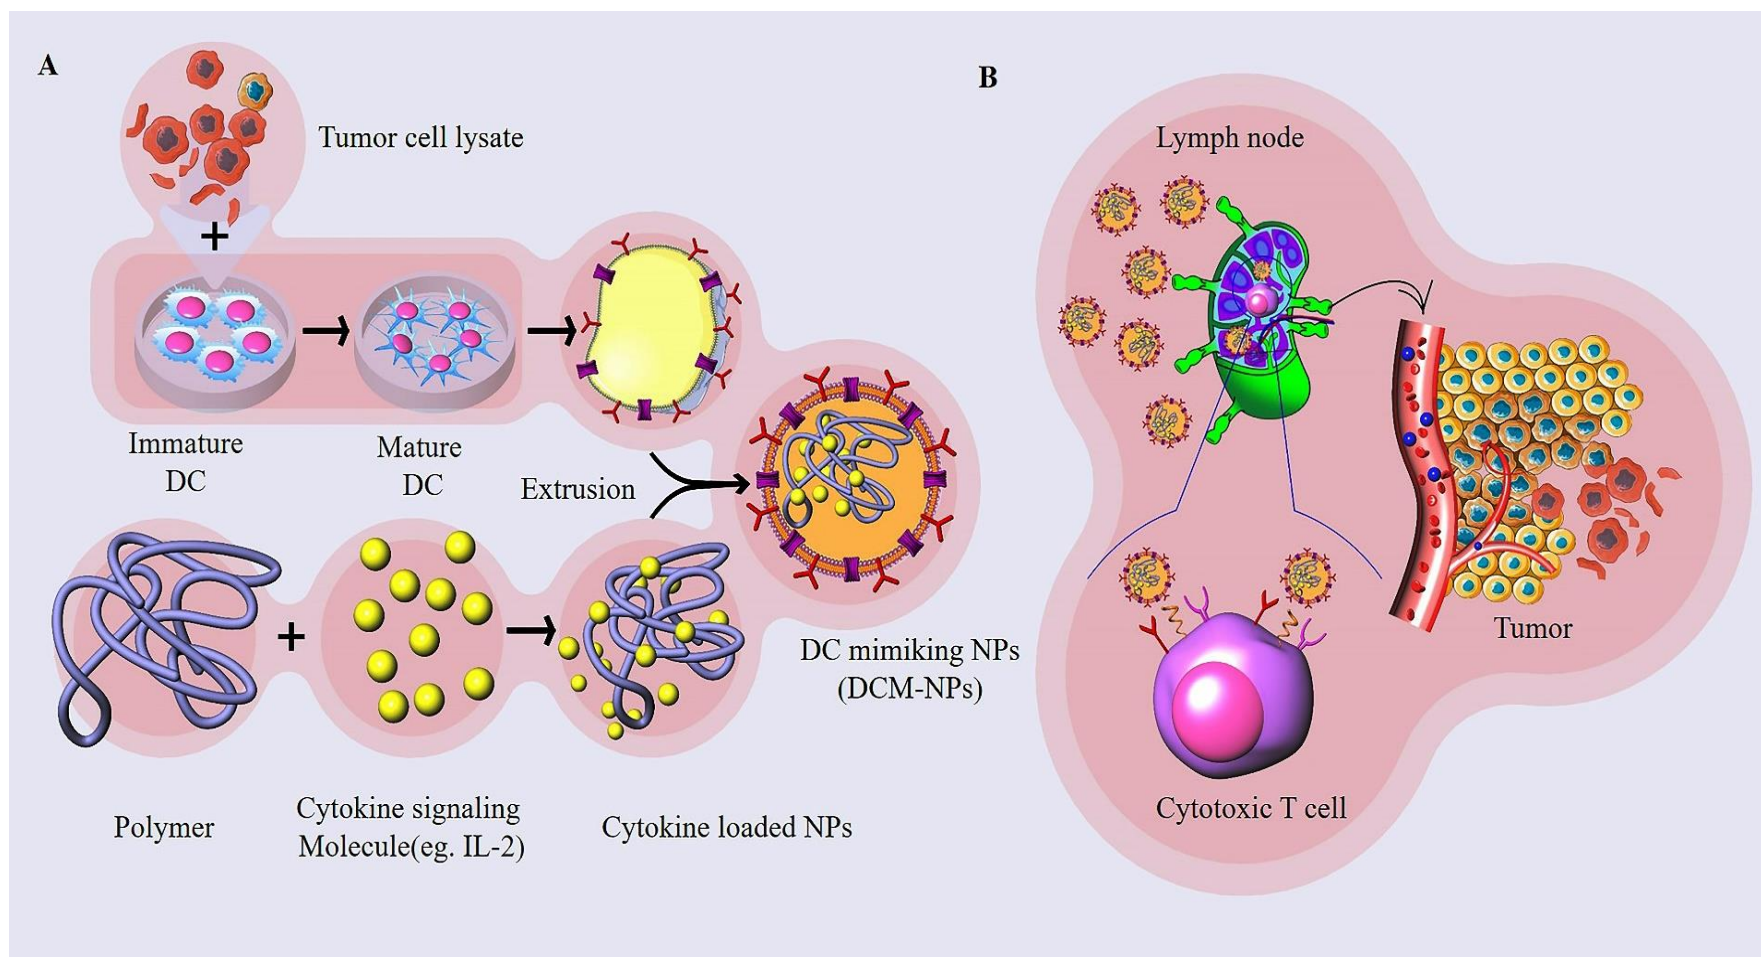 A
Tumor cell lysate
+
Immature
DC
Mature
DC
Extrusion
+
DC mimiking NPs
(DCM-NPs)
Polymer
Cytokine signaling
Molecule(eg. IL-2)
Cytokine loaded NPs
B
Lymph node
Tumor
Cytotoxic T cell